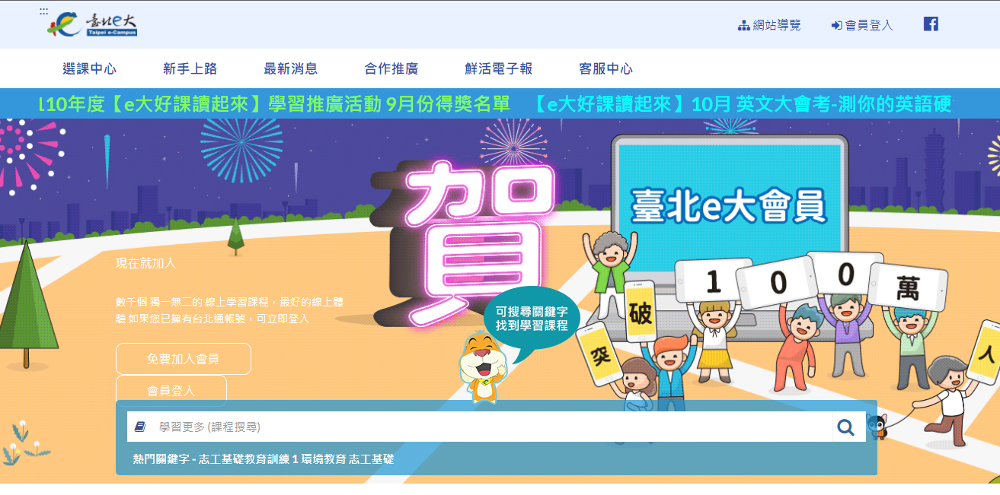 :::
臺北e大
Taipei e-Campus
網站導覽
會員登入
選課中心
新手上路
最新消息
合作推廣
鮮活電子報
客服中心
110年度【e大好課讀起來】學習推廣活動 9月份得獎名單
【e大好課讀起來】10月 英文大會考-測你的英語硬
賀
臺北e大會員
100萬
突破
人
現在就加入
數千個 獨一無二的 線上學習課程，最好的線上體
驗 如果您已擁有台北通帳號，可立即登入
可搜尋關鍵字
找到學習課程
免費加入會員
會員登入
學習更多 (課程搜尋)
熱門關鍵字 - 志工基礎教育訓練 1 環境教育 志工基礎